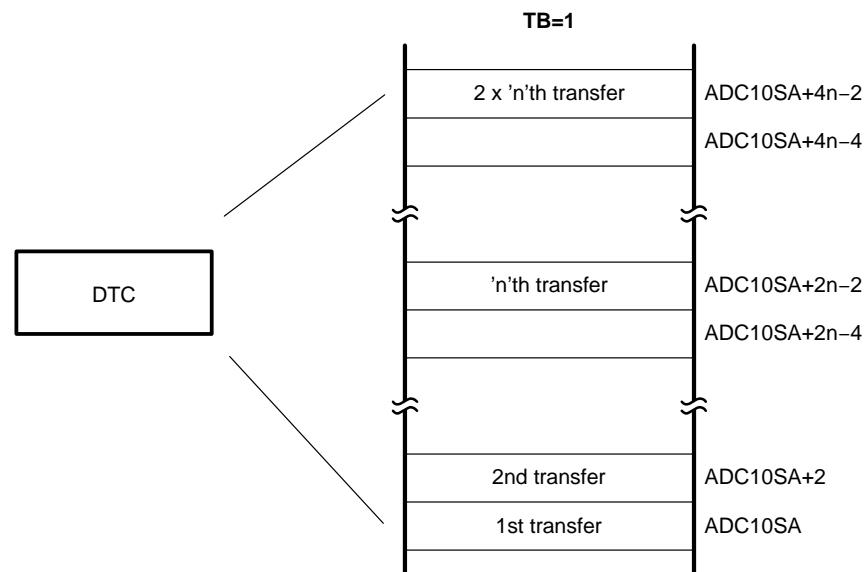 TB=1
2 x ’n’th transfer ADC10SA+4n−2
ADC10SA+4n−4
DTC
’n’th transfer ADC10SA+2n−2
ADC10SA+2n−4
2nd transfer ADC10SA+2
1st transfer ADC10SA